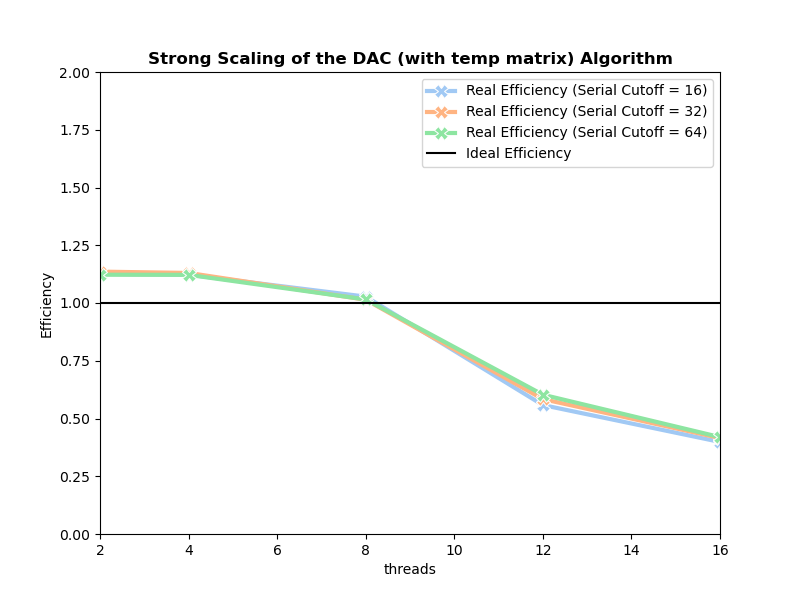 Strong Scaling of the DAC (with temp matrix) Algorithm
2.00
Real Efficiency (Serial Cutoff = 16)
Real Efficiency (Serial Cutoff = 32)
Real Efficiency (Serial Cutoff = 64)
Ideal Efficiency
1.75
1.50
1.25
1.00
0.75
0.50
0.25
0.00
Efficiency
2 4 6 8 10 12 14 16
threads